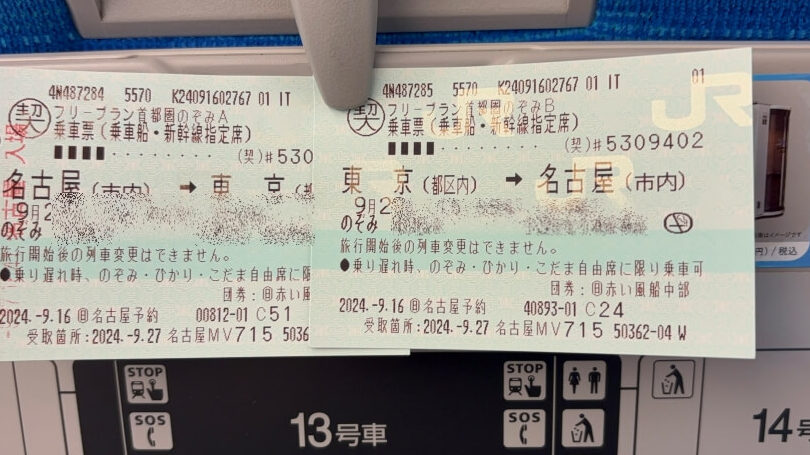 4N487284 5570 K24091602767 01 IT
契 フリープラン首都圏のぞみA
乗車票(乗車船・新幹線指定席)
(契)#530
名古屋(市内) → 東 京
9月2
のぞみ
旅行開始後の列車変更はできません。
●乗り遅れ時、のぞみ・ひかり・こだま自由席に限
団券:@赤い風
2024.-9.16 @名古屋予約 00812-01 C51
受取箇所:2024.-9.27 名古屋MV715 5036
4N487285 5570 K24091602767 01 IT 01
契 フリープラン首都圏のぞみB
乗車票(乗車船・新幹線指定席)
(契)#5309402
東 京(都区内) → 名古屋(市内)
9月2
のぞみ
旅行開始後の列車変更はできません。
●乗り遅れ時、のぞみ・ひかり・こだま自由席に限り乗車可
団券:@赤い風船中部
2024.-9.16 @名古屋予約 40893-01 C24
受取箇所:2024.-9.27 名古屋MV715 50362-04 W
入場
JR
円)/税込
STOP
SOS
13号車
STOP
SOS
14号